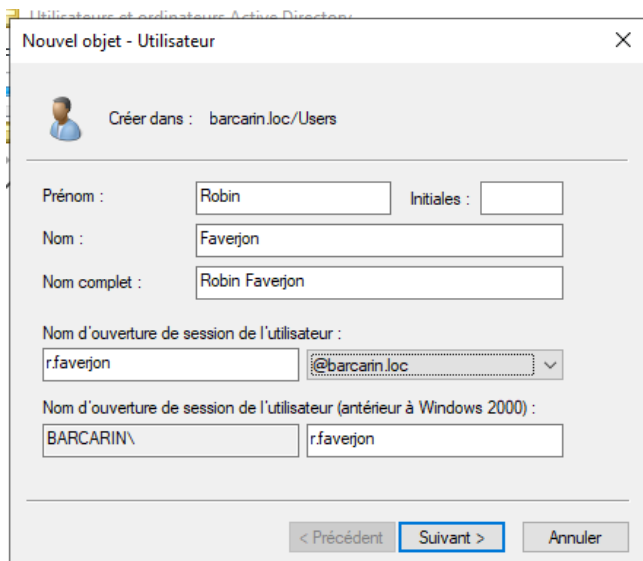 Utilisateurs et ordinateurs Active Directory
Nouvel objet - Utilisateur
Créer dans : barcarin.loc/Users
Prénom : Robin Initiales :
Nom : Faverjon
Nom complet : Robin Faverjon
Nom d'ouverture de session de l'utilisateur :
r.faverjon @barcarin.loc
Nom d'ouverture de session de l'utilisateur (antérieur à Windows 2000) :
BARCARIN\ r.faverjon
< Précédent Suivant > Annuler